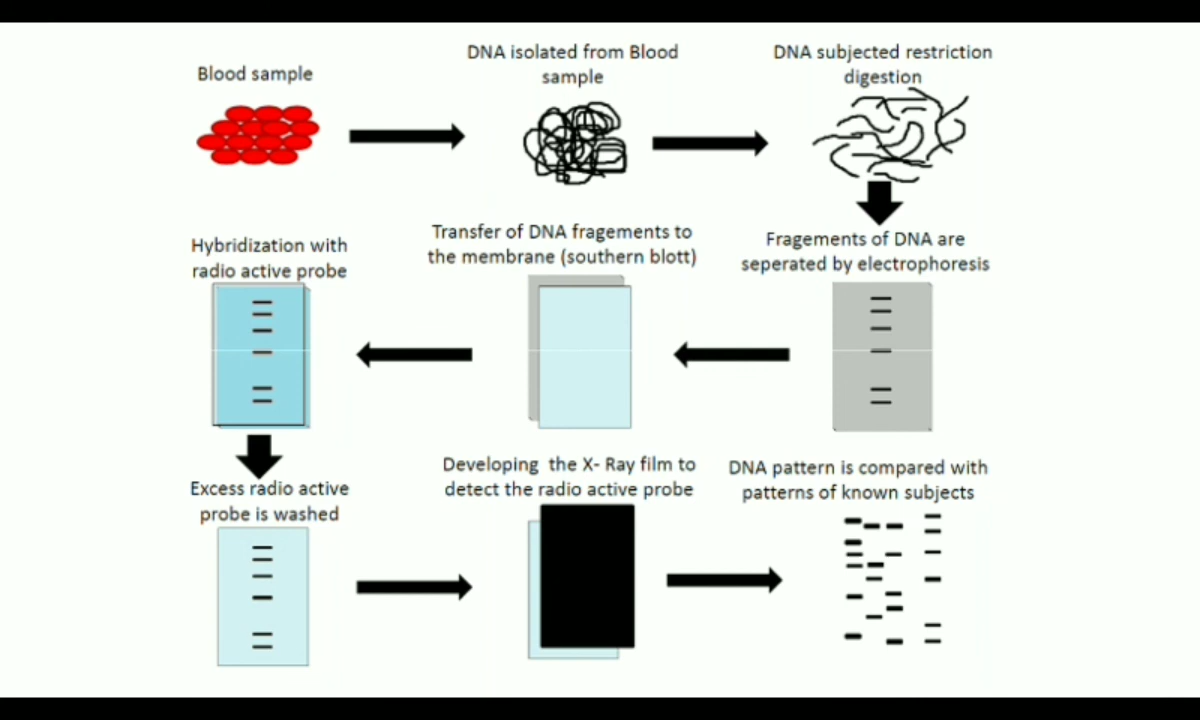 Blood sample
DNA isolated from Blood
sample
DNA subjected restriction
digestion
Fragements of DNA are
seperated by electrophoresis
Transfer of DNA fragements to
the membrane (southern blott)
Hybridization with
radio active probe
Excess radio active
probe is washed
Developing the X- Ray film to
detect the radio active probe
DNA pattern is compared with
patterns of known subjects